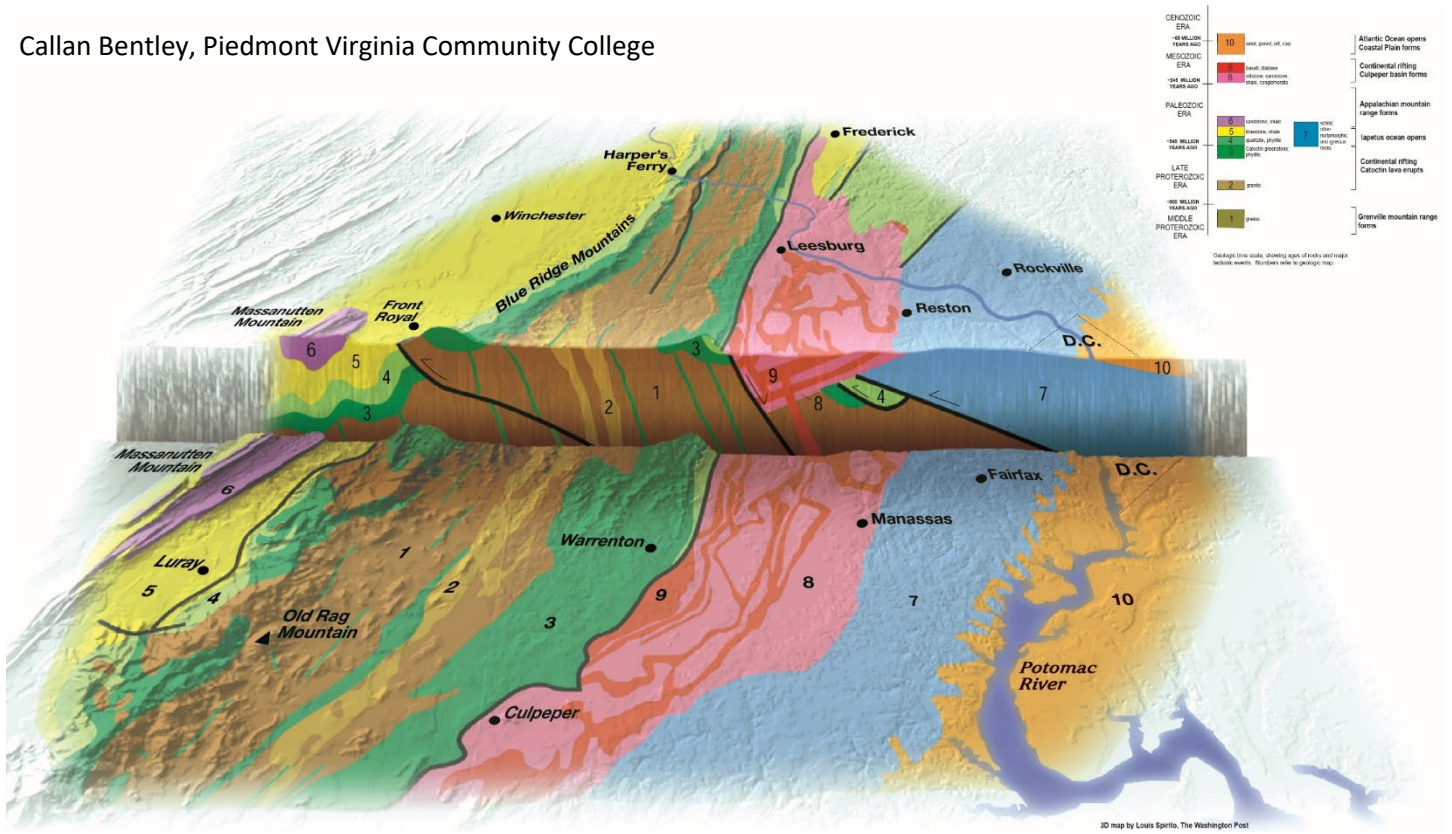 Callan Bentley, Piedmont Virginia Community College
CENOZOIC
ERA
~65 MILLION
YEARS AGO
MESOZOIC
ERA
~245 MILLION
YEARS AGO
PALEOZOIC
ERA
~545 MILLION
YEARS AGO
LATE
PROTEROZOIC
ERA
~900 MILLION
YEARS AGO
MIDDLE
PROTEROZOIC
ERA
10
sand, gravel, silt, clay
9
basalt, diabase
8
siltstone, sandstone,
shale, conglomerate
6
sandstone, shale
5
limestone, shale
4
quartzite, phyllite
3
Catoctin greenstone,
phyllite
7
schist,
other
metamorphic
and igneous
rocks
2
granite
1
gneiss
Atlantic Ocean opens
Coastal Plain forms
Continental rifting
Culpeper basin forms
Appalachian mountain
range forms
Iapetus ocean opens
Continental rifting
Catoctin lava erupts
Grenville mountain range
forms
Geologic time scale, showing ages of rocks and major
tectonic events. Numbers refer to geologic map.
Frederick
Harper's
Ferry
Winchester
Blue Ridge Mountains
Leesburg
Rockville
Massanutten
Mountain
Front
Royal
Reston
D.C.
6
5
4
3
2
1
3
9
8
4
7
10
Massanutten
Mountain
6
Fairfax
D.C.
Manassas
Warrenton
Luray
5
4
1
2
Old Rag
Mountain
3
9
8
7
10
Potomac
River
Culpeper
3D map by Louis Spirito, The Washington Post